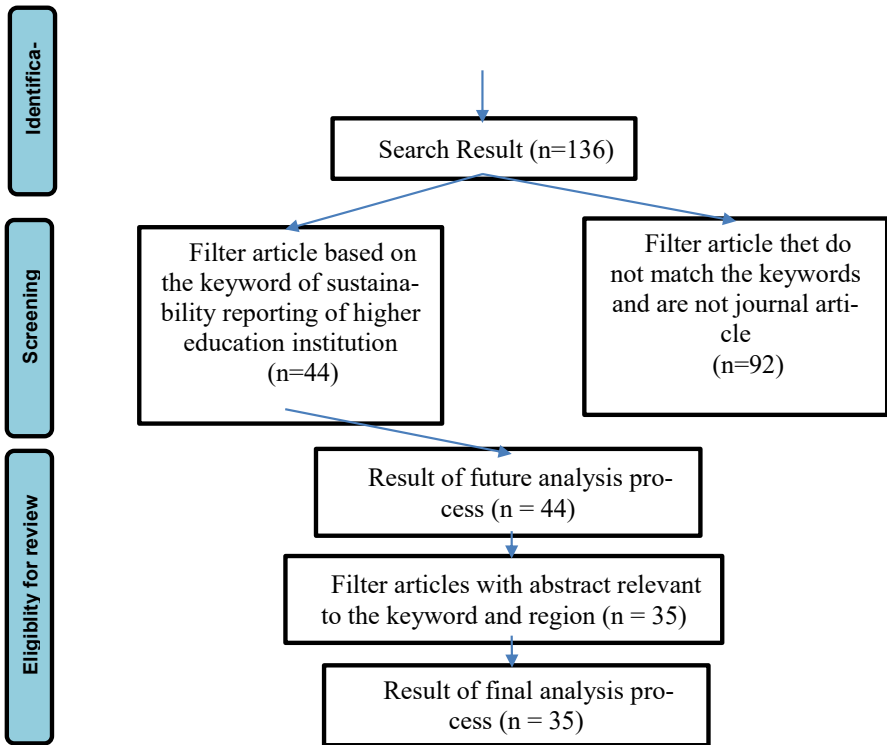 Identifica-
Search Result (n=136)
Screening
Filter article based on
the keyword of sustaina-
bility reporting of higher
education institution
(n=44)
Filter article thet do
not match the keywords
and are not journal arti-
cle
(n=92)
Eligiblity for review
Result of future analysis pro-
cess (n = 44)
Filter articles with abstract relevant
to the keyword and region (n = 35)
Result of final analysis pro-
cess (n = 35)